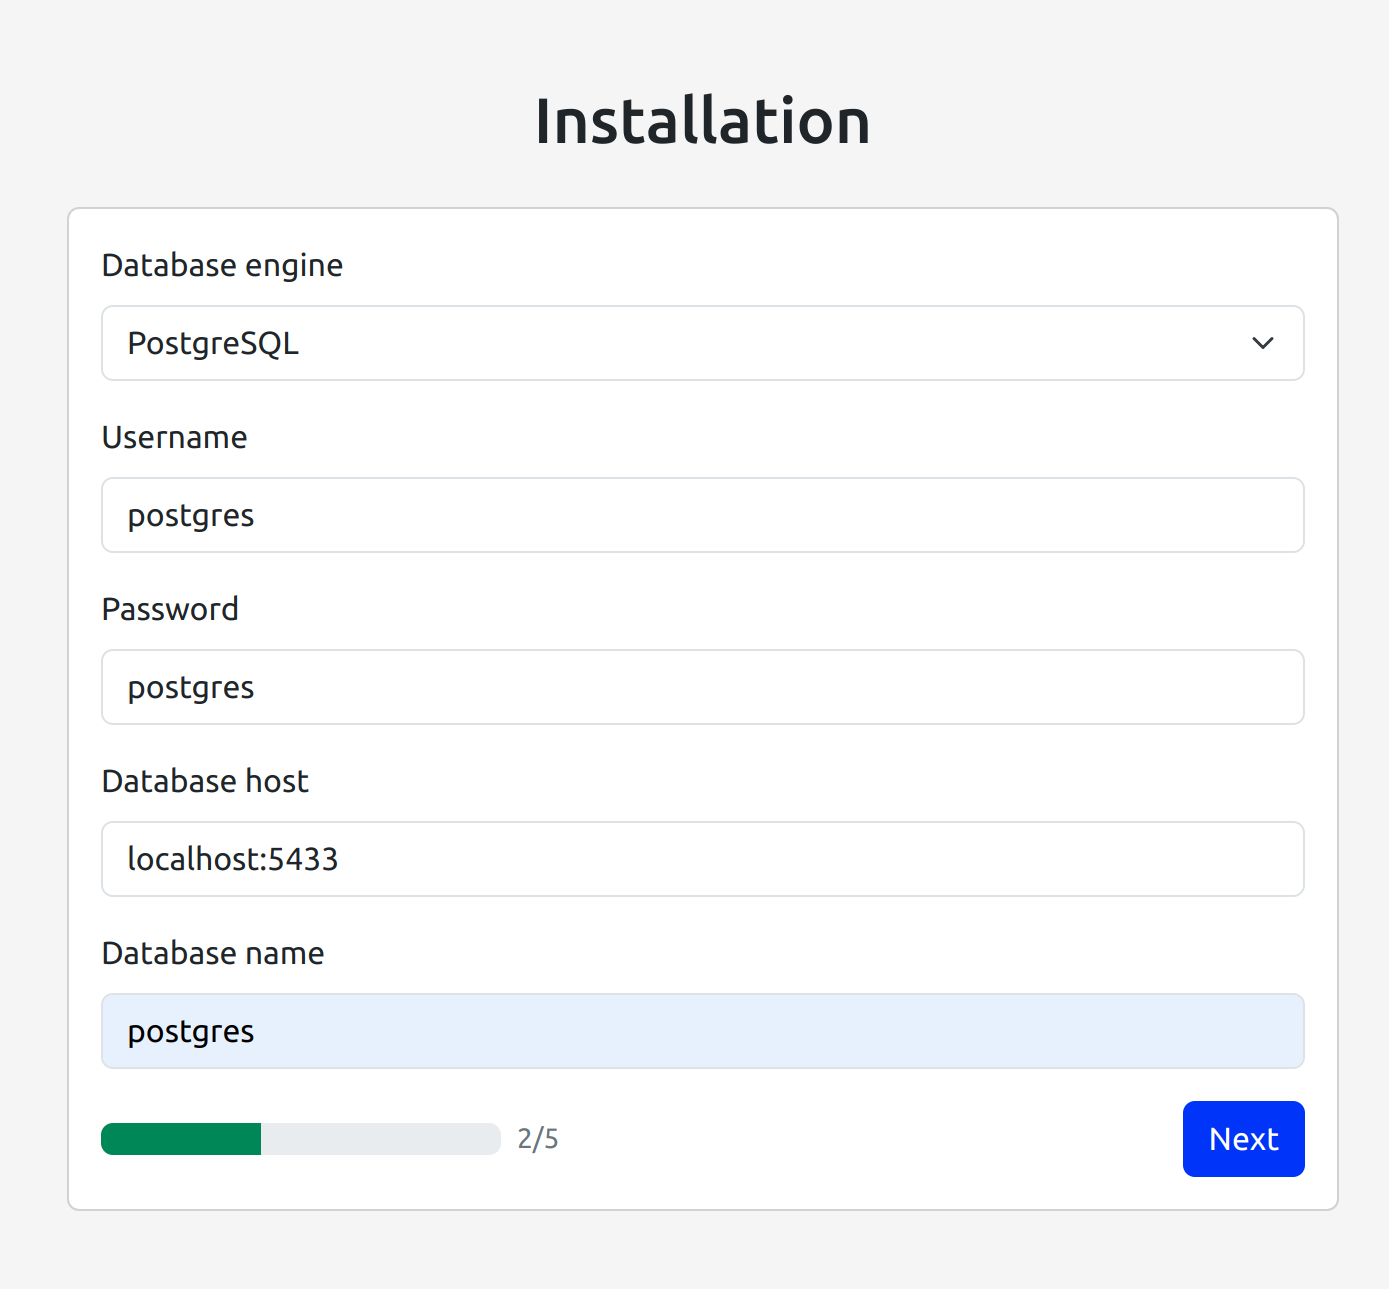 Installation
Database engine
PostgreSQL
Username
postgres
Password
postgres
Database host
localhost:5433
Database name
postgres
2/5
Next